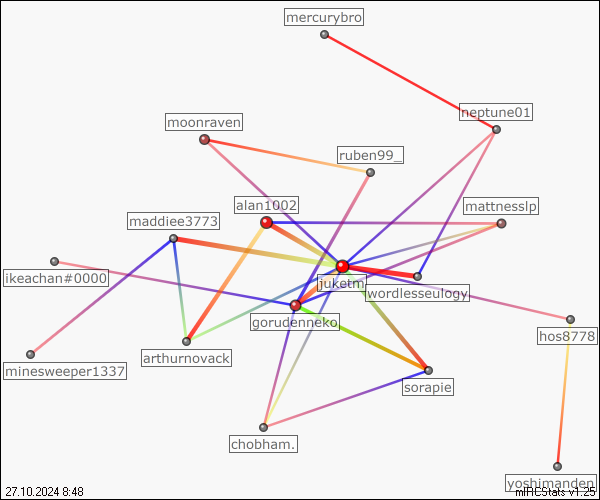 mercurybro
neptune01
moonraven
ruben99_
alan1002
mattnesslp
maddiee3773
ikeachan#0000
juketm
wordlesseulogy
gorudenneko
hos8778
arthurnovack
minesweeper1337
sorapie
chobham.
yoshimanden
27.10.2024 8:48
mIRCStats v1.25